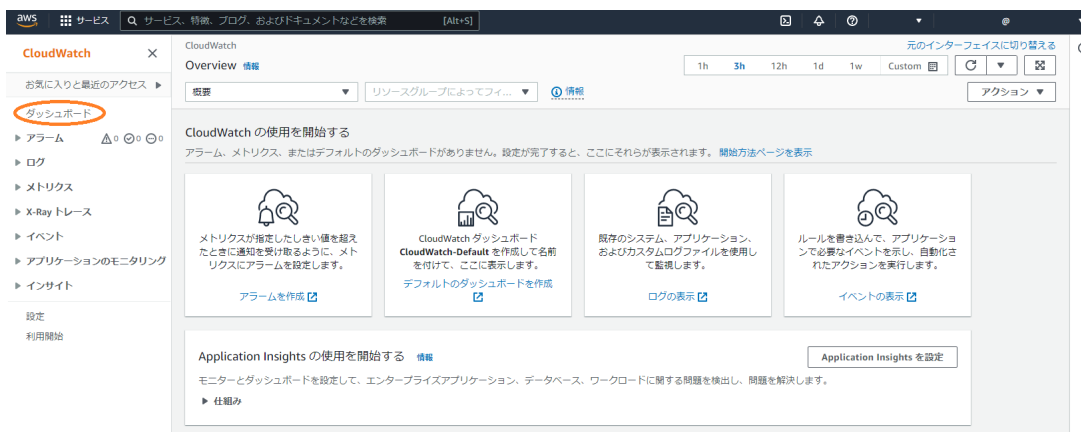 aws サービス サービス、特徴、ブログ、およびドキュメントなどを検索 [Alt+S] @
CloudWatch
お気に入りと最近のアクセス
ダッシュボード
アラーム 0 0 0
ログ
メトリクス
X-Ray トレース
イベント
アプリケーションのモニタリング
インサイト
設定
利用開始
CloudWatch 元のインターフェイスに切り替える
Overview 情報 1h 3h 12h 1d 1w Custom
概要 リソースグループによってフィ... 情報 アクション
CloudWatch の使用を開始する
アラーム、メトリクス、またはデフォルトのダッシュボードがありません。設定が完了すると、ここにそれらが表示されます。 開始方法ページを表示
メトリクスが指定したしきい値を超え
たときに通知を受け取るように、メト
リクスにアラームを設定します。
アラームを作成
CloudWatch ダッシュボード
CloudWatch-Default を作成して名前
を付けて、ここに表示します。
デフォルトのダッシュボードを作成
既存のシステム、アプリケーション、
およびカスタムログファイルを使用し
て監視します。
ログの表示
ルールを書き込んで、アプリケーショ
ンで必要なイベントを示し、自動化さ
れたアクションを実行します。
イベントの表示
Application Insights の使用を開始する 情報 Application Insights を設定
モニターとダッシュボードを設定して、エンタープライズアプリケーション、データベース、ワークロードに関する問題を検出し、問題を解決します。
仕組み